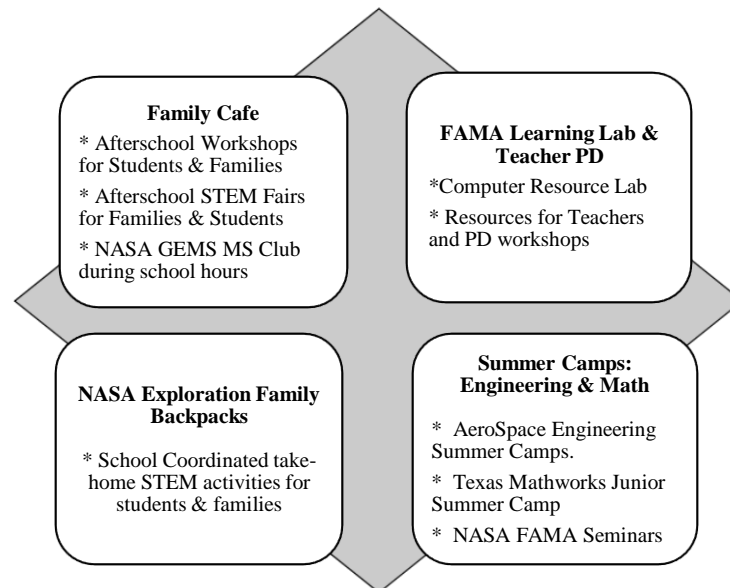 Family Cafe
* Afterschool Workshops
for Students & Families
* Afterschool STEM Fairs
for Families & Students
* NASA GEMS MS Club
during school hours
FAMA Learning Lab &
Teacher PD
*Computer Resource Lab
* Resources for Teachers
and PD workshops
NASA Exploration Family
Backpacks
* School Coordinated take-
home STEM activities for
students & families
Summer Camps:
Engineering & Math
* AeroSpace Engineering
Summer Camps.
* Texas Mathworks Junior
Summer Camp
* NASA FAMA Seminars